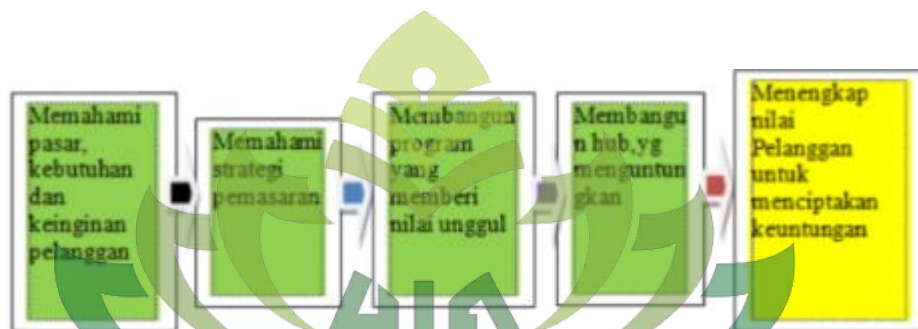 Memahami
pasar,
kebutuhan
dan
keinginan
pelanggan
Memahami
strategi
pemasaran
Membangun
program
yang
memberi
nilai unggul
Membangu
n hub,yg
menguntun
gkan
Menengkap
nilai
Pelanggan
untuk
menciptakan
keuntungan